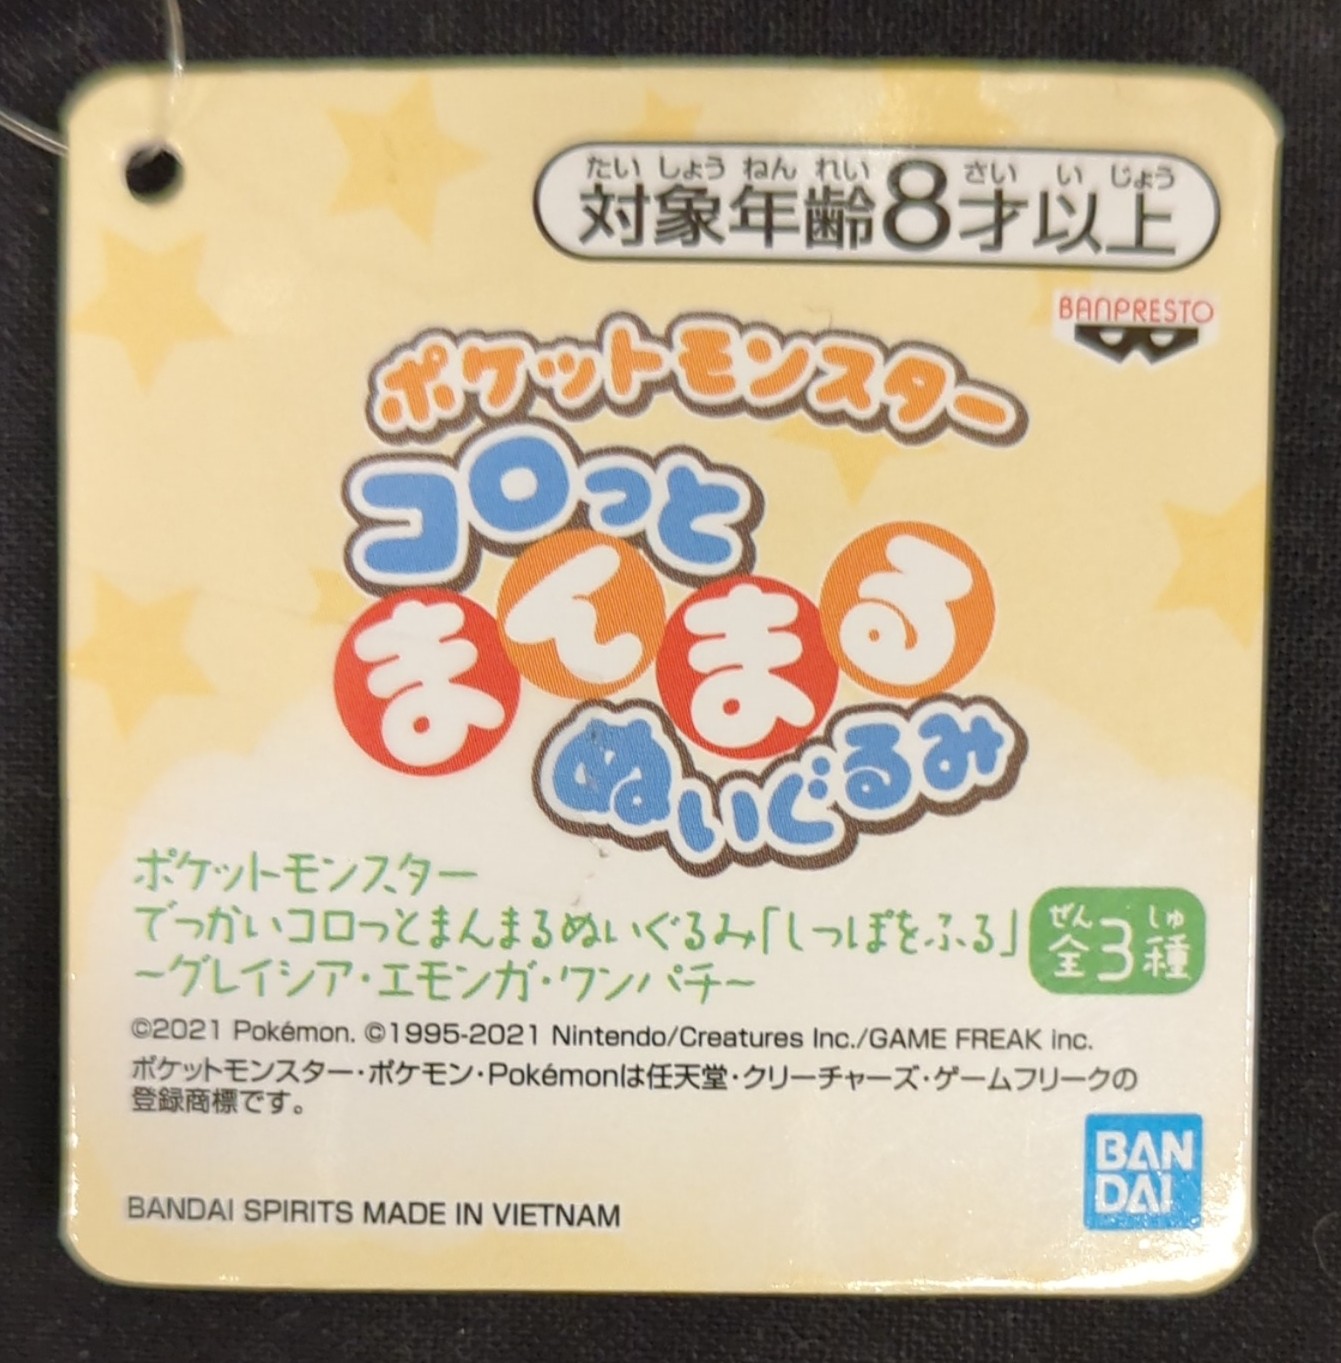 たいしょうねんれい さいいじょう
対象年齢8才以上
BANPRESTO
ポケットモンスター
コロっと
まんまる
ぬいぐるみ
ポケットモンスター
でっかいコロっとまんまるぬいぐるみ「しっぽをふる」
～グレイシア・エモンガ・ワンパチ～
ぜん しゅ
全3種
©2021 Pokémon. ©1995-2021 Nintendo/Creatures Inc./GAME FREAK inc.
ポケットモンスター・ポケモン・Pokémonは任天堂・クリーチャーズ・ゲームフリークの
登録商標です。
BAN
DAI
BANDAI SPIRITS MADE IN VIETNAM